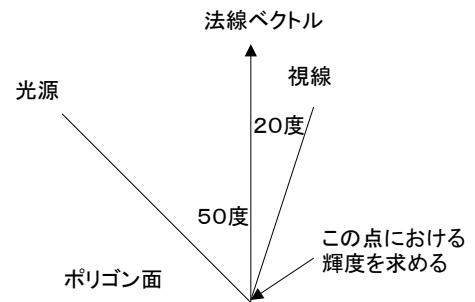 法線ベクトル
光源
視線
20度
50度
この点における
輝度を求める
ポリゴン面